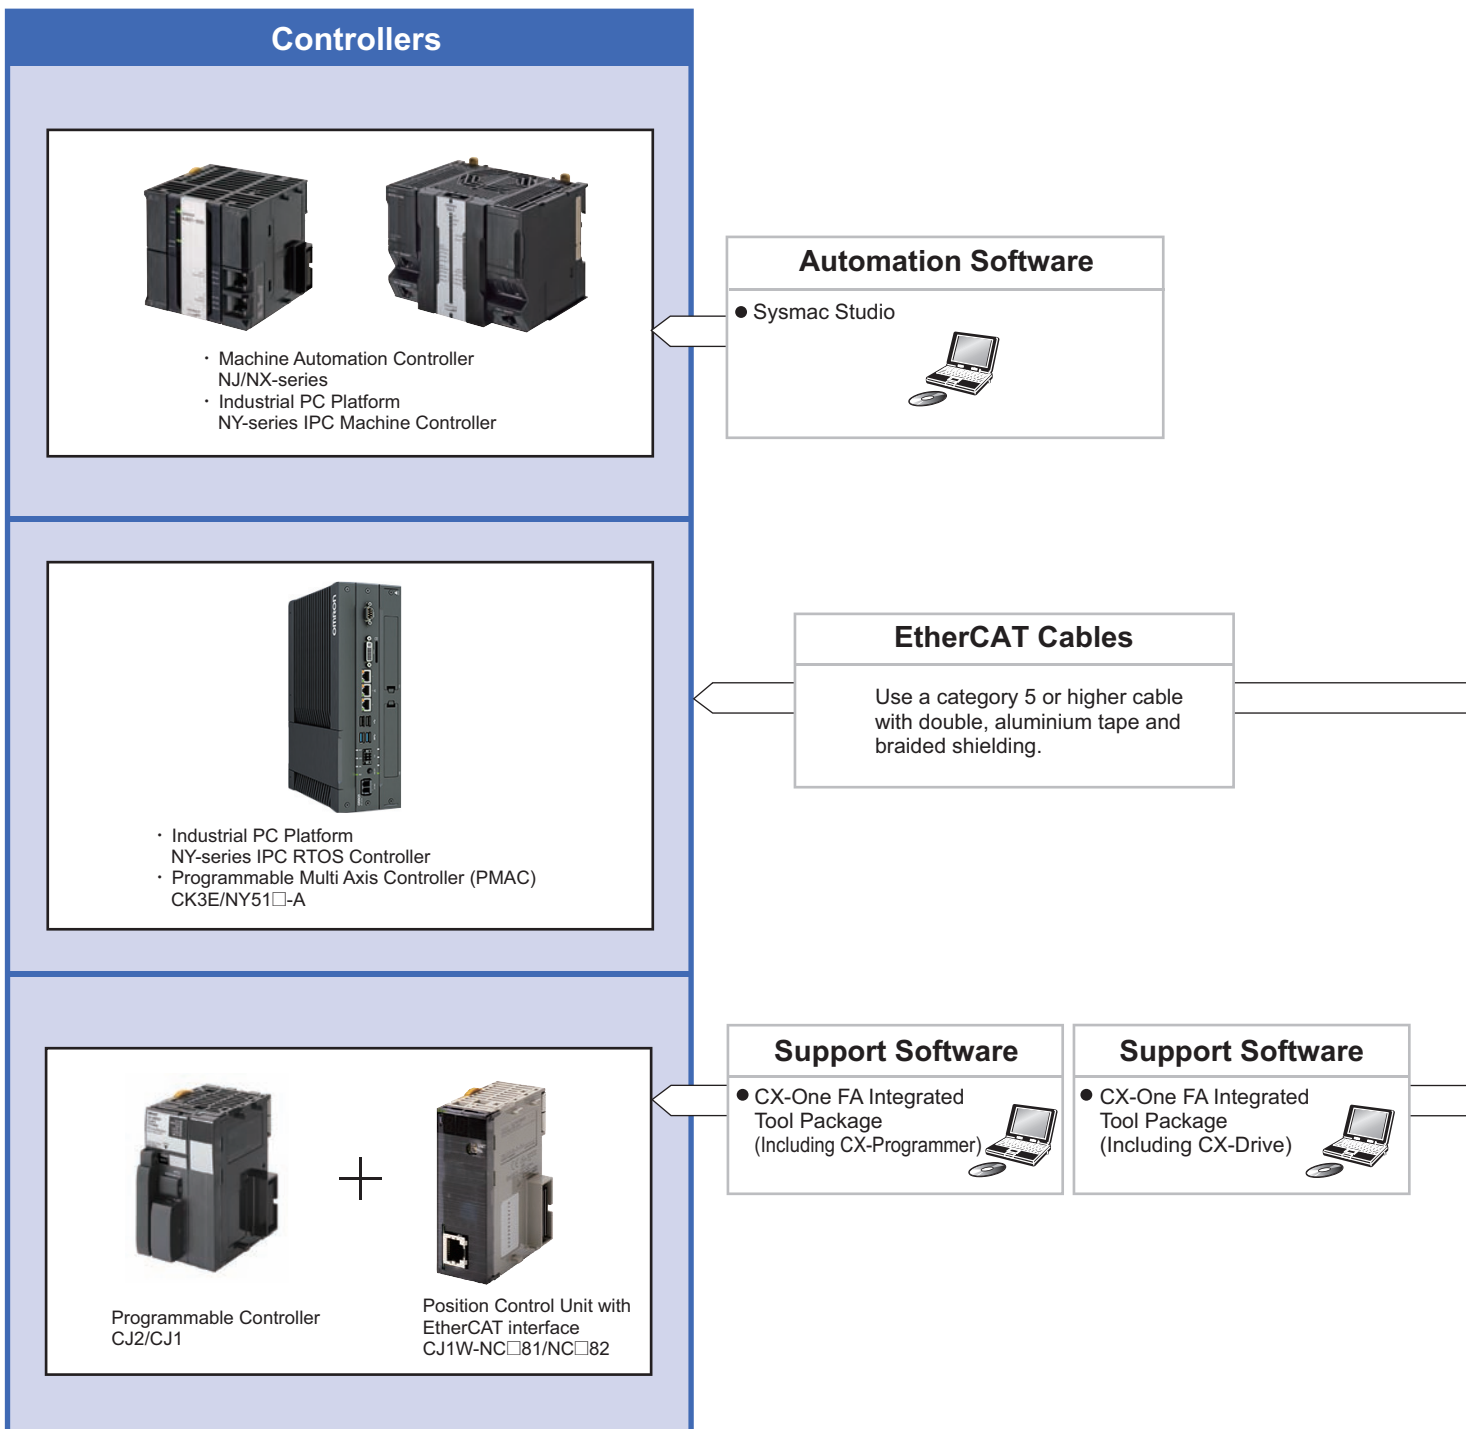 Controllers
· Machine Automation Controller
NJ/NX-series
· Industrial PC Platform
NY-series IPC Machine Controller
Automation Software
● Sysmac Studio
omron
· Industrial PC Platform
NY-series IPC RTOS Controller
· Programmable Multi Axis Controller (PMAC)
CK3E/NY51□-A
EtherCAT Cables
Use a category 5 or higher cable
with double, aluminium tape and
braided shielding.
Programmable Controller
CJ2/CJ1
+
Position Control Unit with
EtherCAT interface
CJ1W-NC□81/NC□82
Support Software
● CX-One FA Integrated
Tool Package
(Including CX-Programmer)
Support Software
● CX-One FA Integrated
Tool Package
(Including CX-Drive)